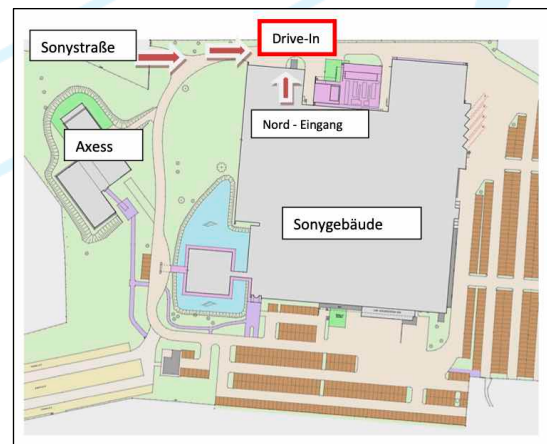 Drive-In
Sonystraße
Nord - Eingang
Axess
Sonygebäude